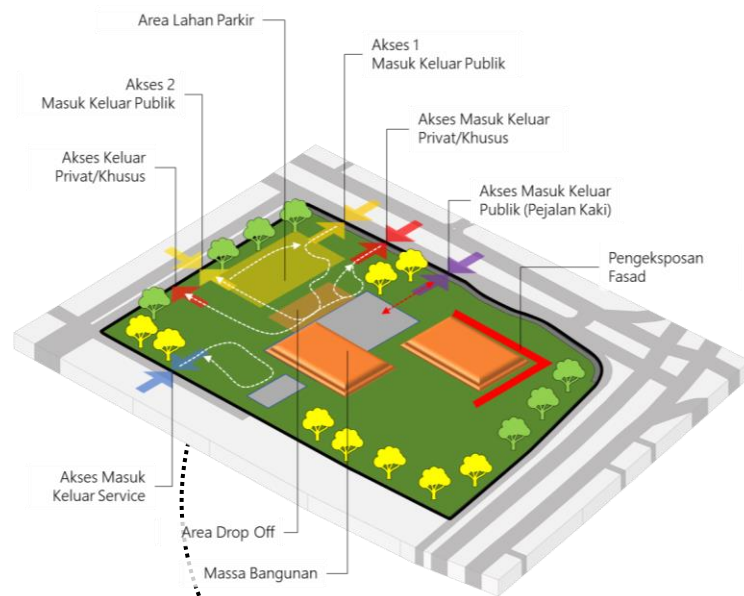 Area Lahan Parkir
Akses 1
Masuk Keluar Publik
Akses 2
Masuk Keluar Publik
Akses Masuk Keluar
Privat/Khusus
Akses Keluar
Privat/Khusus
Akses Masuk Keluar
Publik (Pejalan Kaki)
Pengeksposan
Fasad
Akses Masuk
Keluar Service
Area Drop Off
Massa Bangunan